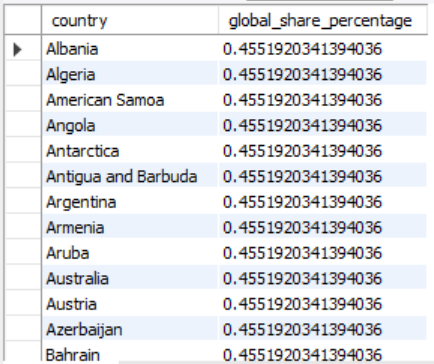 country global_share_percentage
Albania 0.4551920341394036
Algeria 0.4551920341394036
American Samoa 0.4551920341394036
Angola 0.4551920341394036
Antarctica 0.4551920341394036
Antigua and Barbuda 0.4551920341394036
Argentina 0.4551920341394036
Armenia 0.4551920341394036
Aruba 0.4551920341394036
Australia 0.4551920341394036
Austria 0.4551920341394036
Azerbaijan 0.4551920341394036
Bahrain 0.4551920341394036